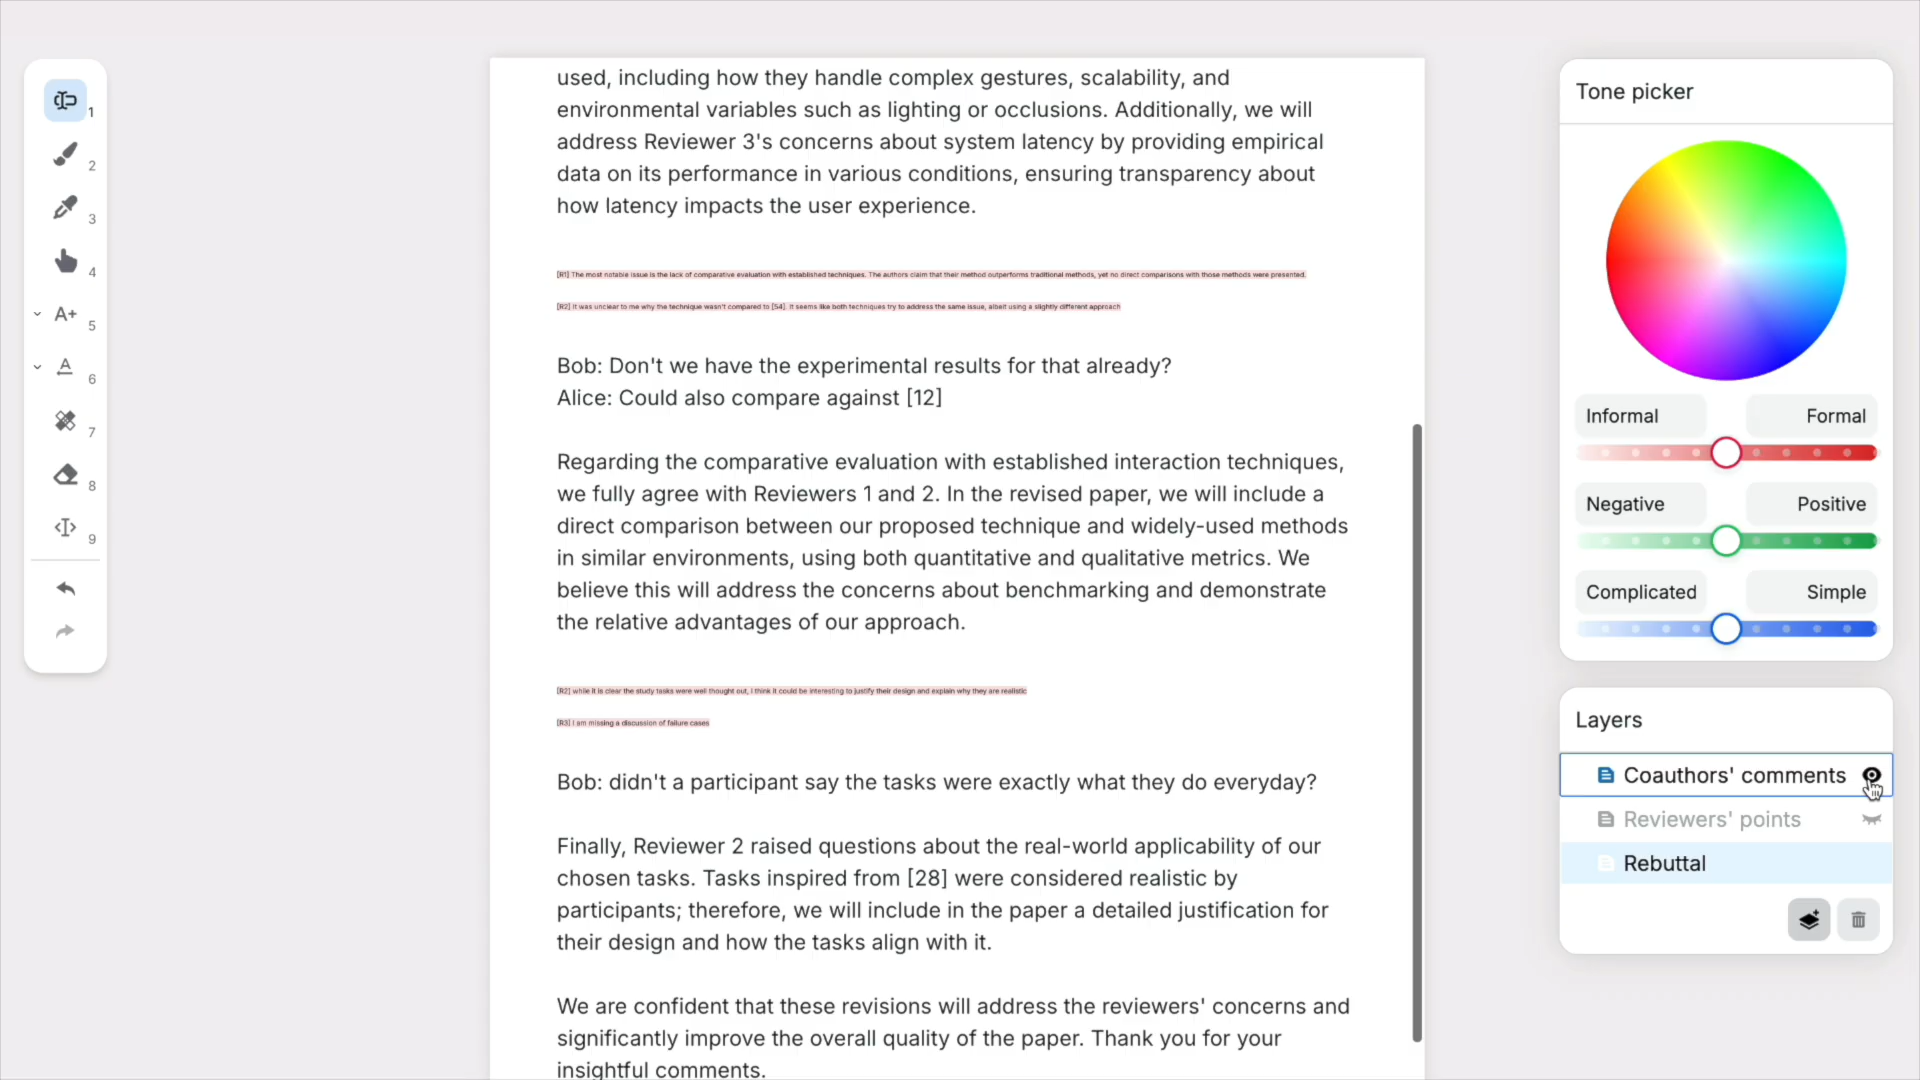 used, including how they handle complex gestures, scalability, and
environmental variables such as lighting or occlusions. Additionally, we will
address Reviewer 3's concerns about system latency by providing empirical
data on its performance in various conditions, ensuring transparency about
how latency impacts the user experience.
[R1] The most notable issue is the lack of comparative evaluation with established techniques. The authors claim that their method outperforms traditional methods, yet no direct comparisons with those methods were presented.
[R2] It was unclear to me why the technique wasn't compared to [54]. It seems like both techniques try to address the same issue, albeit using a slightly different approach
Bob: Don't we have the experimental results for that already?
Alice: Could also compare against [12]
Regarding the comparative evaluation with established interaction techniques,
we fully agree with Reviewers 1 and 2. In the revised paper, we will include a
direct comparison between our proposed technique and widely-used methods
in similar environments, using both quantitative and qualitative metrics. We
believe this will address the concerns about benchmarking and demonstrate
the relative advantages of our approach.
[R2] while it is clear the study tasks were well thought out, I think it could be interesting to justify their design and explain why they are realistic
[R3] I am missing a discussion of failure cases
Bob: didn't a participant say the tasks were exactly what they do everyday?
Finally, Reviewer 2 raised questions about the real-world applicability of our
chosen tasks. Tasks inspired from [28] were considered realistic by
participants; therefore, we will include in the paper a detailed justification for
their design and how the tasks align with it.
We are confident that these revisions will address the reviewers' concerns and
significantly improve the overall quality of the paper. Thank you for your
insightful comments.
1
2
3
4
A+ 5
A 6
7
8
9
Tone picker
Informal Formal
Negative Positive
Complicated Simple
Layers
Coauthors' comments
Reviewers' points
Rebuttal